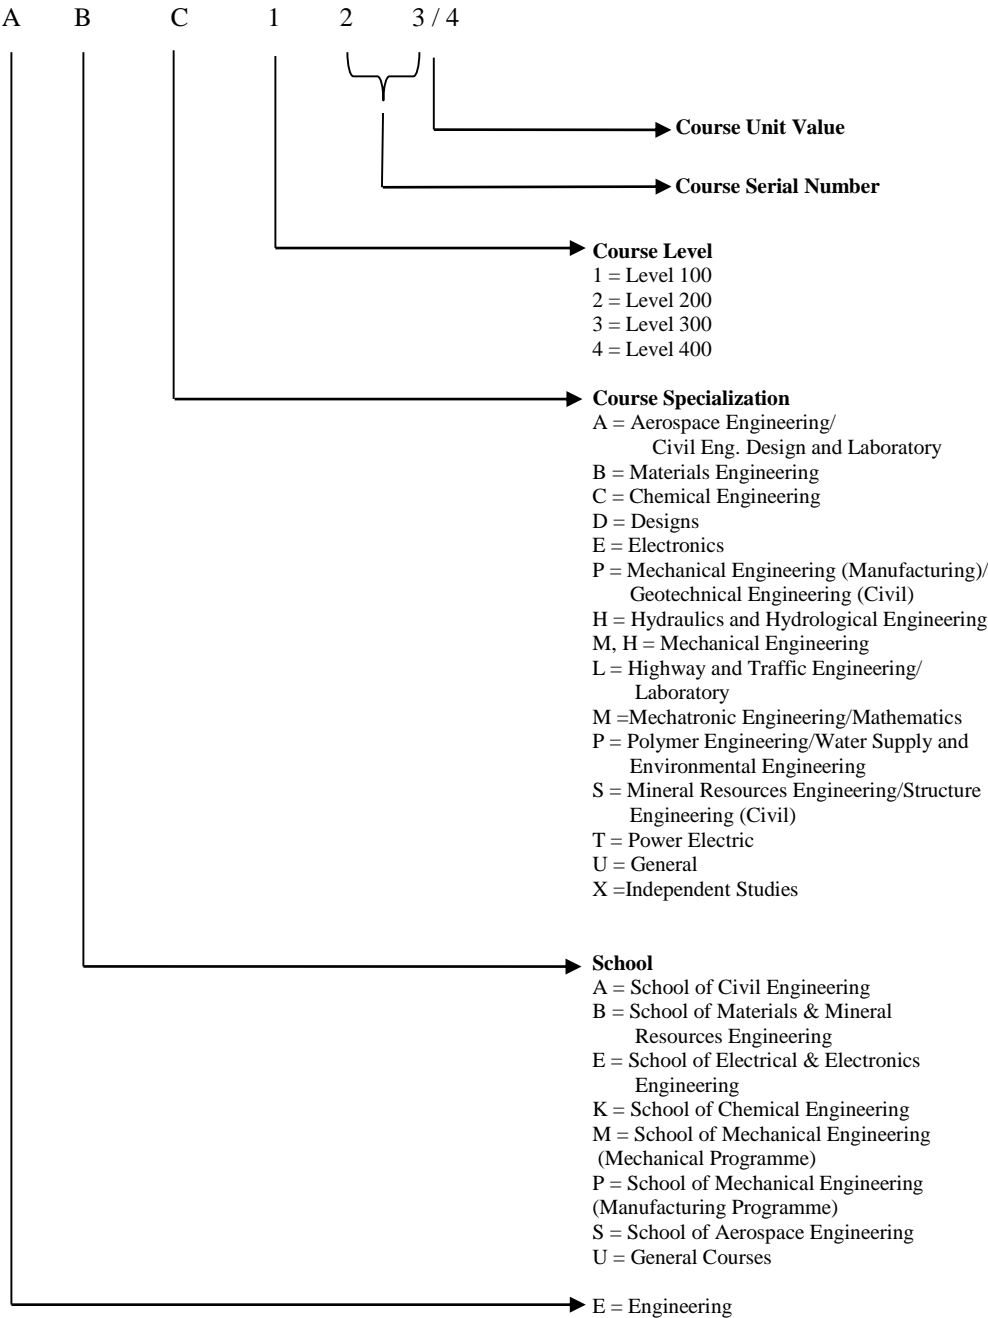 A B C 1 2 3 / 4
Course Unit Value
Course Serial Number
Course Level
1 = Level 100
2 = Level 200
3 = Level 300
4 = Level 400
Course Specialization
A = Aerospace Engineering/
Civil Eng. Design and Laboratory
B = Materials Engineering
C = Chemical Engineering
D = Designs
E = Electronics
P = Mechanical Engineering (Manufacturing)/
Geotechnical Engineering (Civil)
H = Hydraulics and Hydrological Engineering
M, H = Mechanical Engineering
L = Highway and Traffic Engineering/
Laboratory
M =Mechatronic Engineering/Mathematics
P = Polymer Engineering/Water Supply and
Environmental Engineering
S = Mineral Resources Engineering/Structure
Engineering (Civil)
T = Power Electric
U = General
X =Independent Studies
School
A = School of Civil Engineering
B = School of Materials & Mineral
Resources Engineering
E = School of Electrical & Electronics
Engineering
K = School of Chemical Engineering
M = School of Mechanical Engineering
(Mechanical Programme)
P = School of Mechanical Engineering
(Manufacturing Programme)
S = School of Aerospace Engineering
U = General Courses
E = Engineering